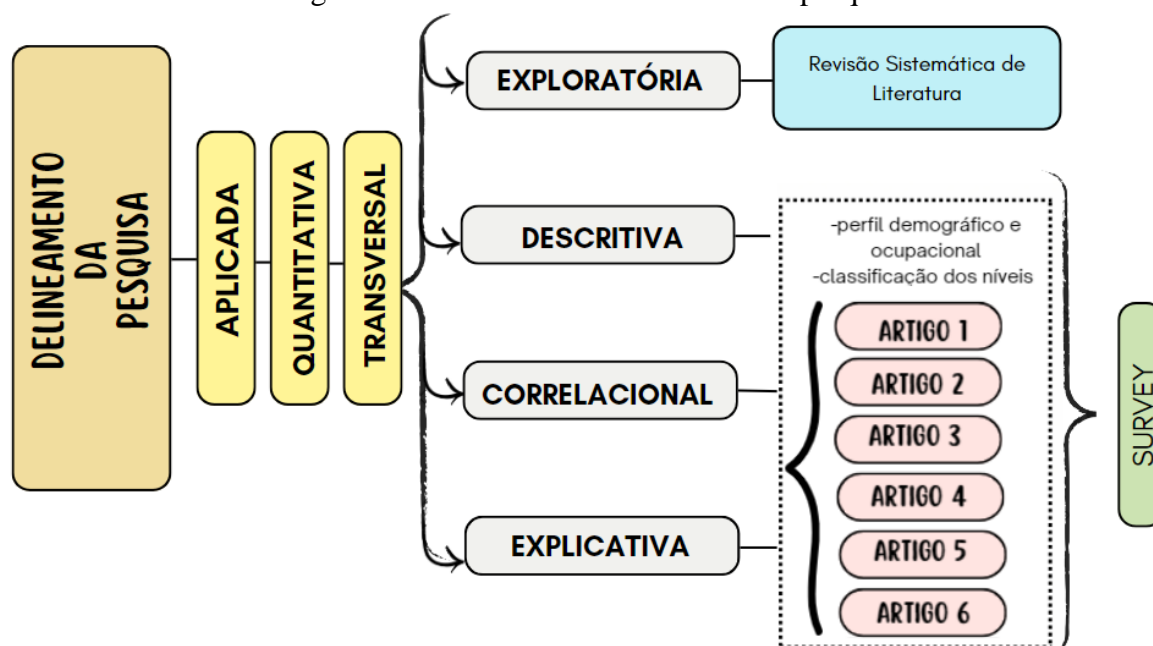 DELINEAMENTO
DA
PESQUISA
APLICADA
QUANTITATIVA
TRANSVERSAL
EXPLORATÓRIA
Revisão Sistemática de
Literatura
DESCRITIVA
-perfil demográfico e
ocupacional
-classificação dos níveis
CORRELACIONAL
EXPLICATIVA
ARTIGO 1
ARTIGO 2
ARTIGO 3
ARTIGO 4
ARTIGO 5
ARTIGO 6
SURVEY